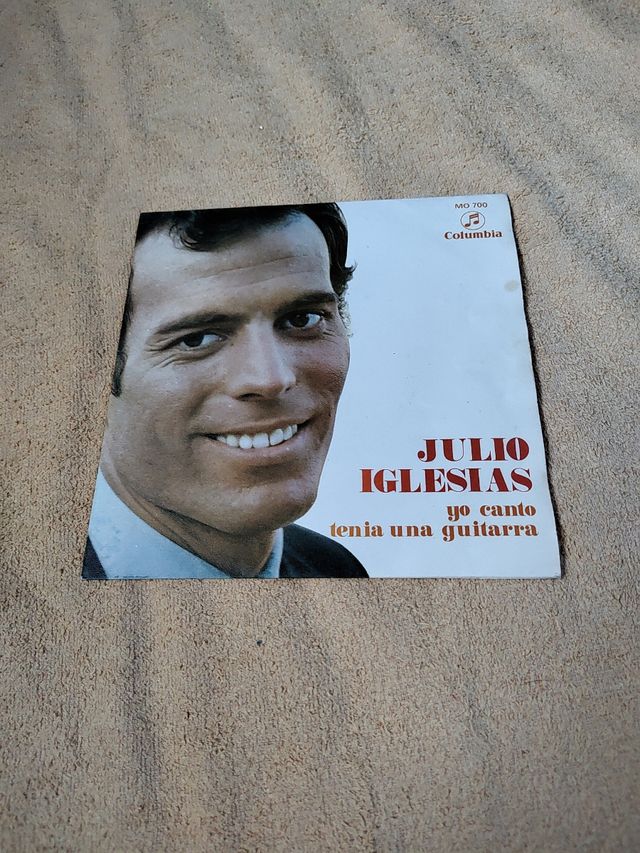 MO 700
Columbia
JULIO
IGLESIAS
yo canto
tenia una guitarra